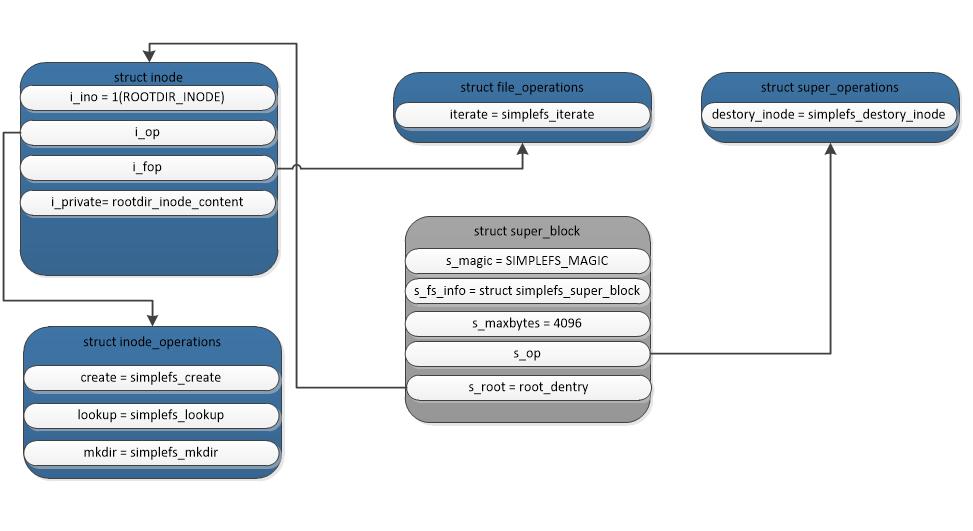 struct inode
i_ino = 1(ROOTDIR_INODE)
i_op
i_fop
i_private= rootdir_inode_content
struct file_operations
iterate = simplefs_iterate
struct super_operations
destory_inode = simplefs_destory_inode
struct super_block
s_magic = SIMPLEFS_MAGIC
s_fs_info = struct simplefs_super_block
s_maxbytes = 4096
s_op
s_root = root_dentry
struct inode_operations
create = simplefs_create
lookup = simplefs_lookup
mkdir = simplefs_mkdir